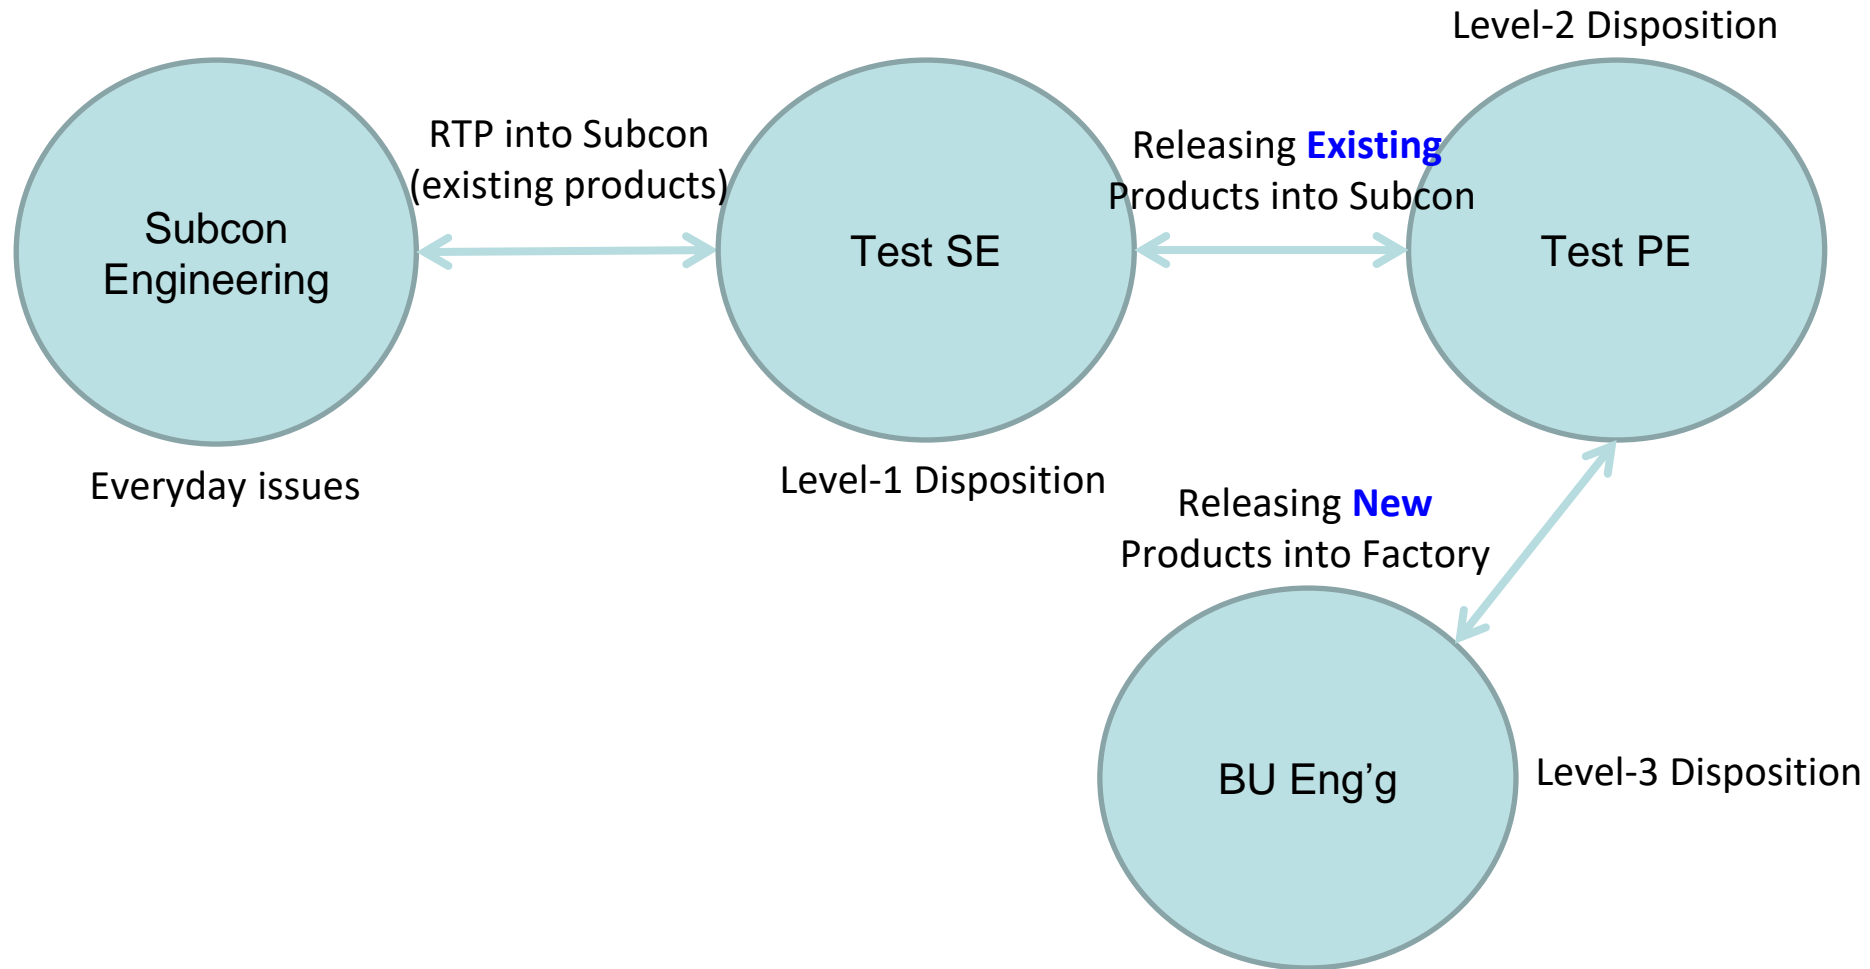 Level-2 Disposition
RTP into Subcon
(existing products)
Releasing Existing
Products into Subcon
Subcon
Engineering
Test SE
Test PE
Everyday issues
Level-1 Disposition
Releasing New
Products into Factory
BU Eng’g
Level-3 Disposition